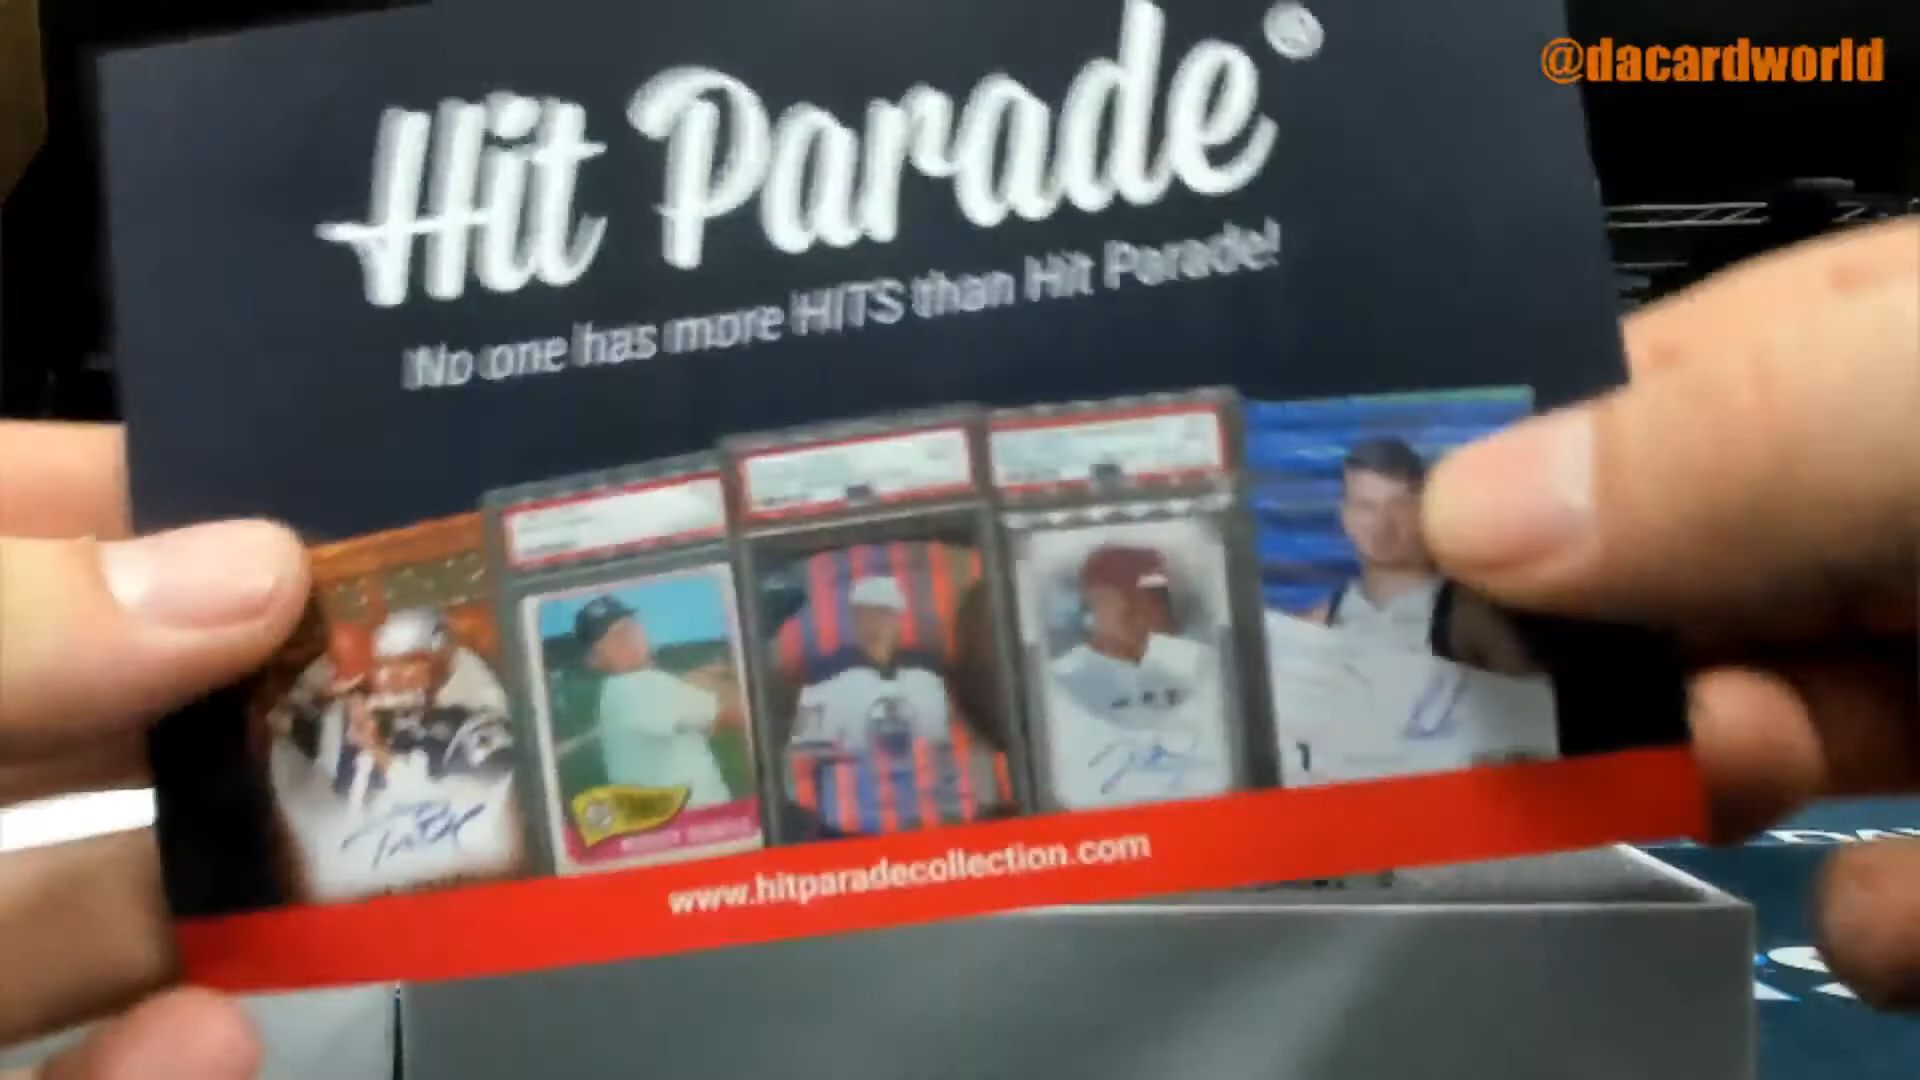 @dacardworld
Hit Parade®
No one has more HITS than Hit Parade!
www.hitparadecollection.com